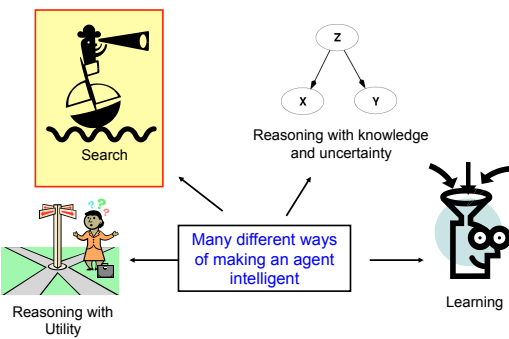 Z
X
Y
Search
Reasoning with knowledge
and uncertainty
? ? ?
Many different ways
of making an agent
intelligent
Reasoning with
Utility
Learning